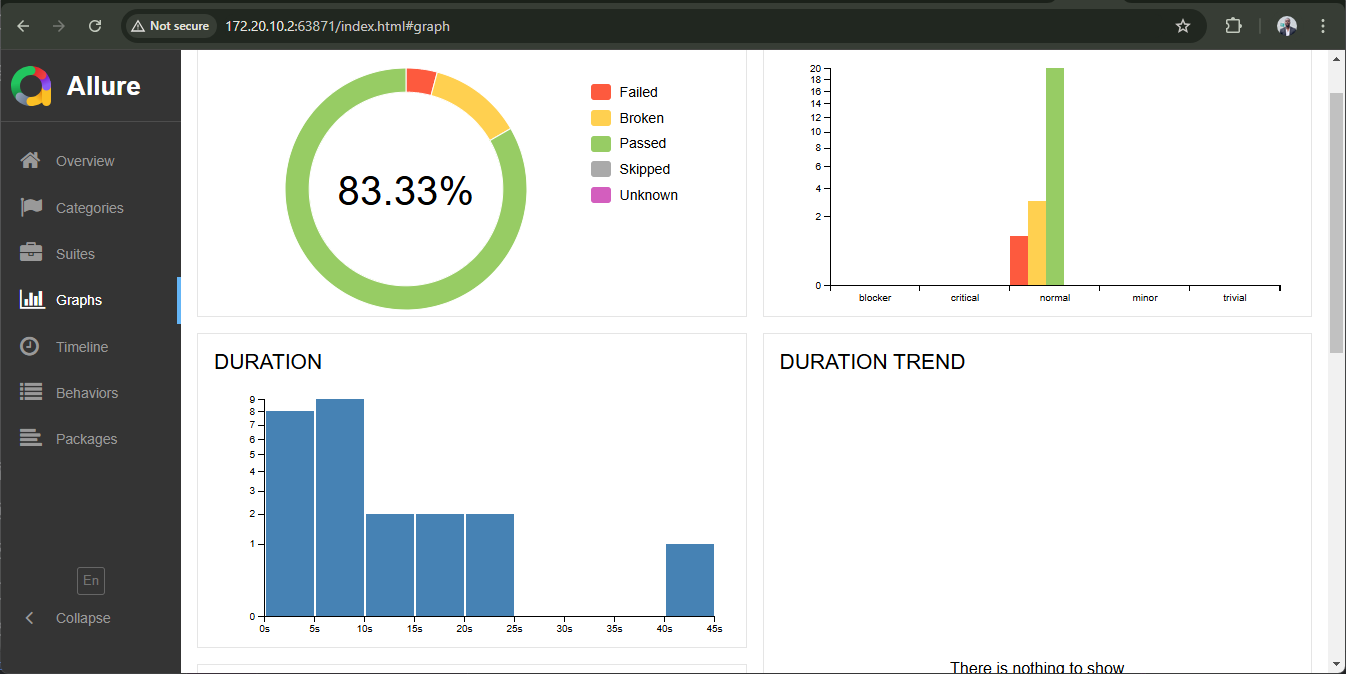 Not secure
172.20.10.2:63871/index.html#graph
Allure
Overview
Categories
Suites
Graphs
Timeline
Behaviors
Packages
En
Collapse
83.33%
Failed
Broken
Passed
Skipped
Unknown
20
18
16
14
12
10
8
6
4
2
0
blocker critical normal minor trivial
DURATION
9
8
7
6
5
4
3
2
1
0
0s 5s 10s 15s 20s 25s 30s 35s 40s 45s
DURATION TREND
There is nothing to show